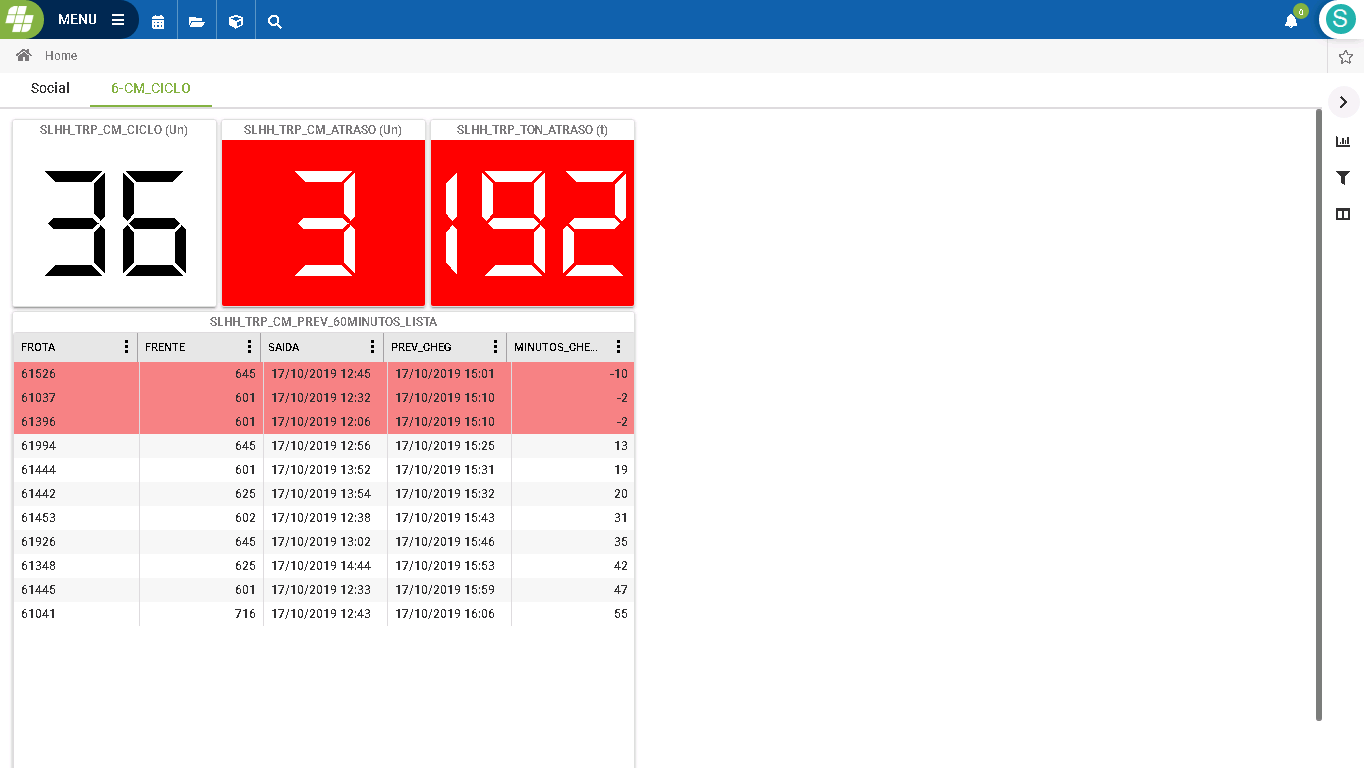 MENU
0
S
Home
Social 6-CM_CICLO
SLHH_TRP_CM_CICLO (Un) SLHH_TRP_CM_ATRASO (Un) SLHH_TRP_TON_ATRASO (t)
36 3 192
SLHH_TRP_CM_PREV_60MINUTOS_LISTA
FROTA FRENTE SAIDA PREV_CHEG MINUTOS_CHE...
61526 645 17/10/2019 12:45 17/10/2019 15:01 -10
61037 601 17/10/2019 12:32 17/10/2019 15:10 -2
61396 601 17/10/2019 12:06 17/10/2019 15:10 -2
61994 645 17/10/2019 12:56 17/10/2019 15:25 13
61444 601 17/10/2019 13:52 17/10/2019 15:31 19
61442 625 17/10/2019 13:54 17/10/2019 15:32 20
61453 602 17/10/2019 12:38 17/10/2019 15:43 31
61926 645 17/10/2019 13:02 17/10/2019 15:46 35
61348 625 17/10/2019 14:44 17/10/2019 15:53 42
61445 601 17/10/2019 12:33 17/10/2019 15:59 47
61041 716 17/10/2019 12:43 17/10/2019 16:06 55